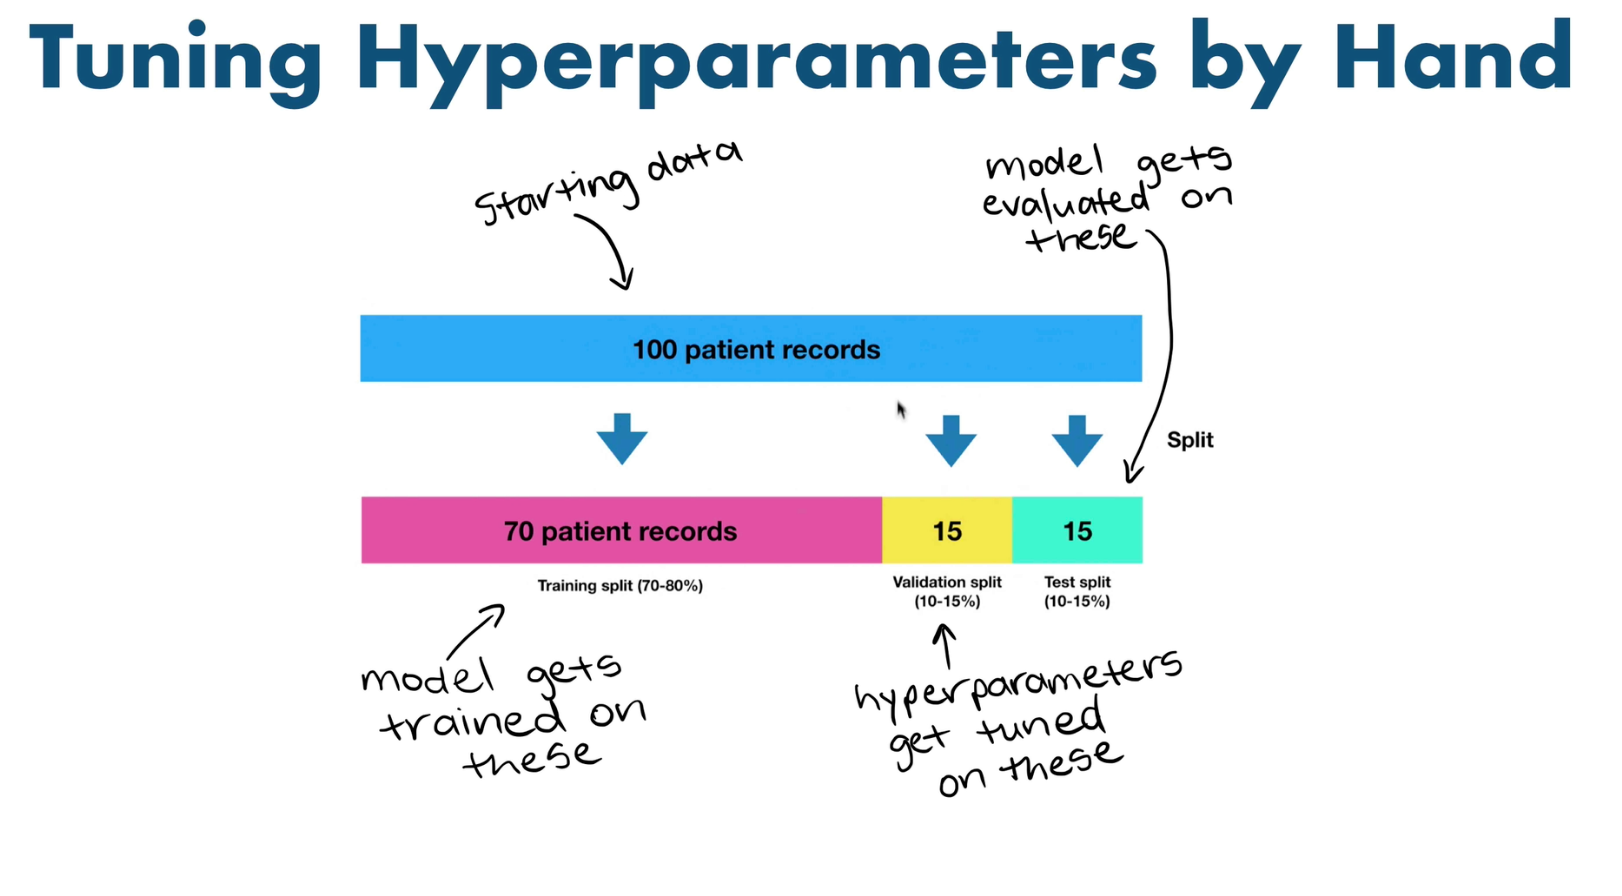 Tuning Hyperparameters by Hand
Starting data
model gets
evaluated on
these
100 patient records
Split
70 patient records
15
15
Training split (70-80%)
Validation split
(10-15%)
Test split
(10-15%)
model gets
trained on
these
hyperparameters
get tuned
on these